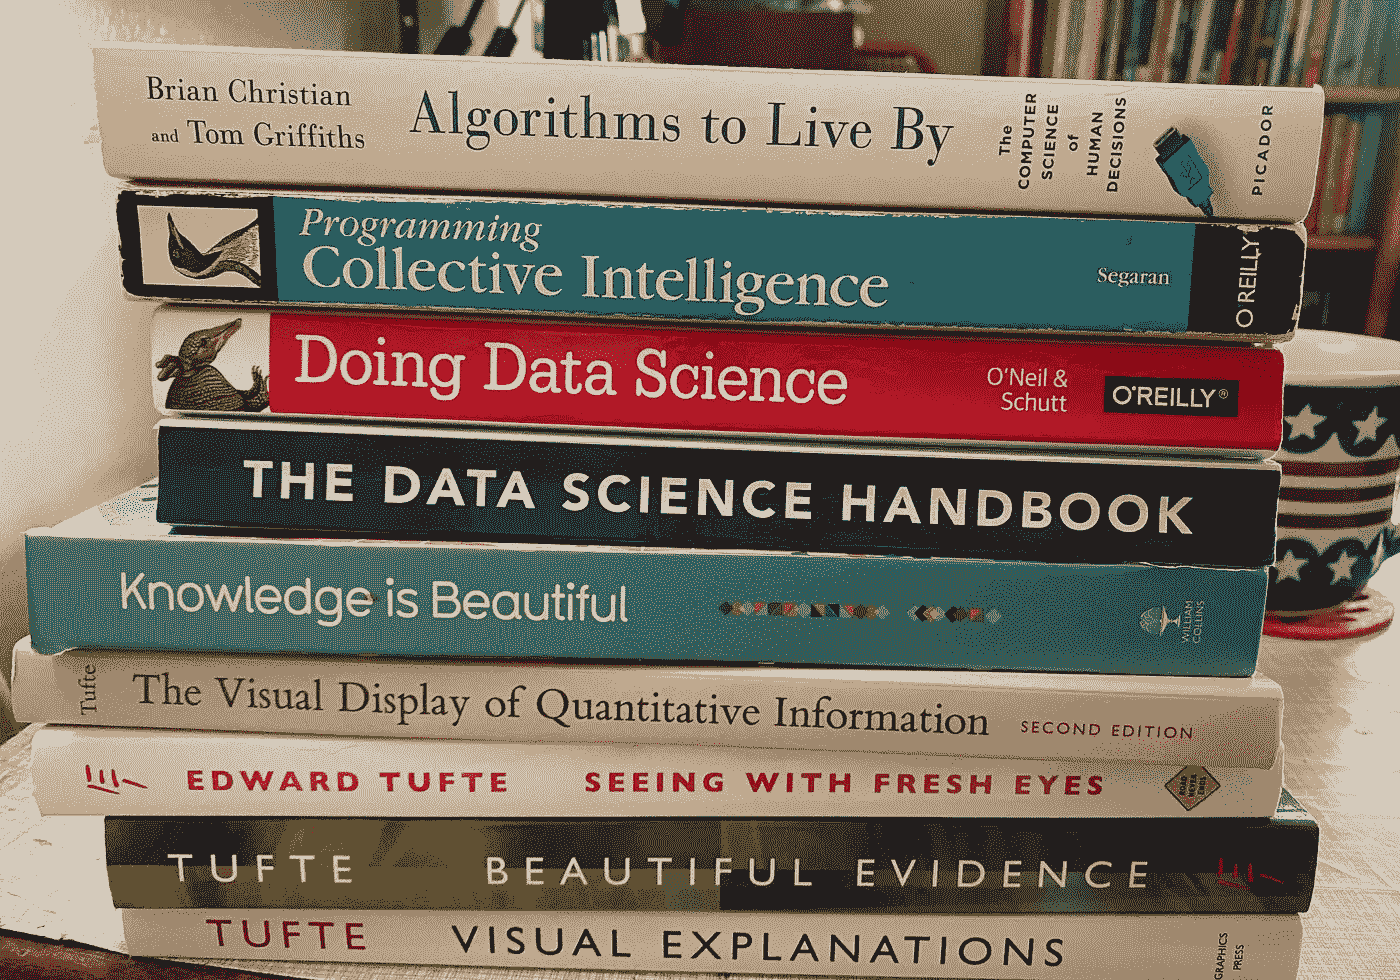 Brian Christian
and Tom Griffiths
Algorithms to Live By
The
COMPUTER
SCIENCE
of
HUMAN
DECISIONS
PICADOR
Programming
Collective Intelligence
Segaran
O'REILLY
Doing Data Science
O'Neil &
Schutt
O'REILLY®
THE DATA SCIENCE HANDBOOK
Knowledge is Beautiful
WILLIAM
COLLINS
Tufte
The Visual Display of Quantitative Information
SECOND EDITION
EDWARD TUFTE
SEEING WITH FRESH EYES
ROAD
NEVER
ENDS
TUFTE
BEAUTIFUL EVIDENCE
TUFTE
VISUAL EXPLANATIONS
GRAPHICS
PRESS